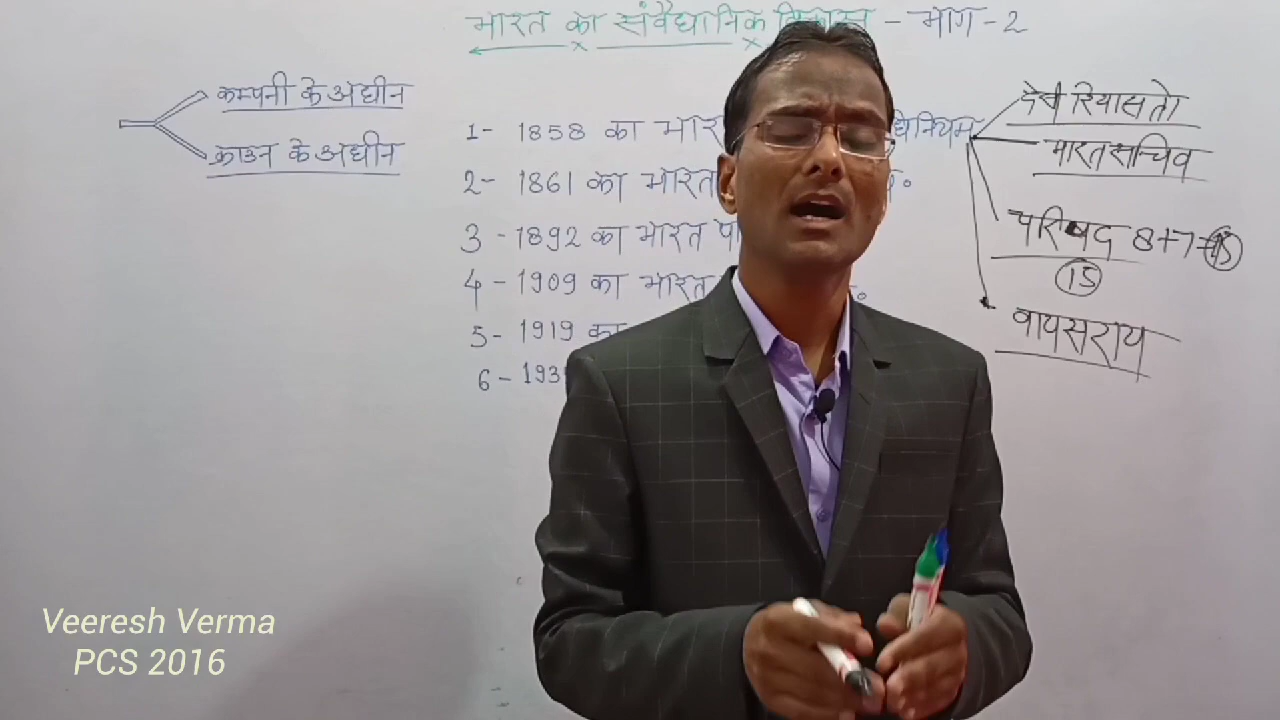 भारत का संवैधानिक विकास - भाग - 2
कम्पनी के अधीन
क्राउन के अधीन
1 - 1858 का भार
2 - 1861 का भारत
3 - 1892 का भारत
4 - 1909 का भारत
5 - 1919 का
6 - 193
रियासतो
भारत सचिव
परिषद 8+7=15
15
वायसराय
Veeresh Verma
PCS 2016